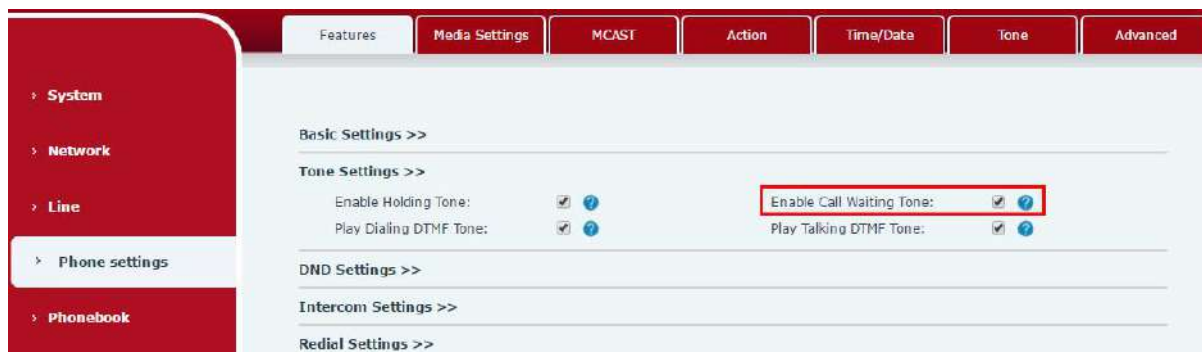 Features Media Settings MCAST Action Time/Date Tone Advanced
› System
› Network
› Line
› Phone settings
› Phonebook
Basic Settings >>
Tone Settings >>
Enable Holding Tone: Enable Call Waiting Tone:
Play Dialing DTMF Tone: Play Talking DTMF Tone:
DND Settings >>
Intercom Settings >>
Redial Settings >>